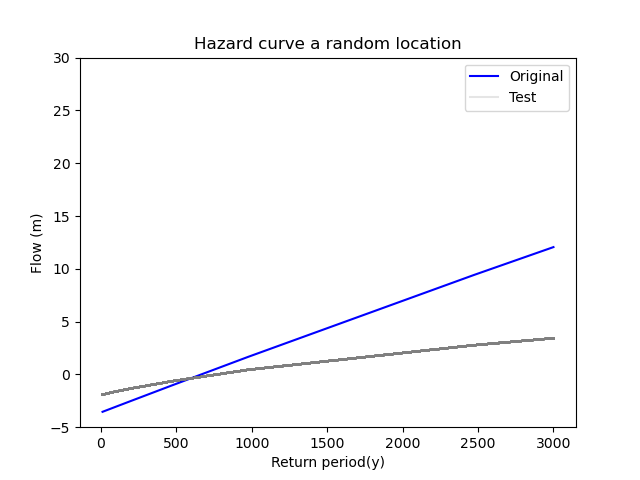 Hazard curve a random location
Original
Test
30
25
20
15
10
5
0
−5
Flow (m)
0 500 1000 1500 2000 2500 3000
Return period(y)